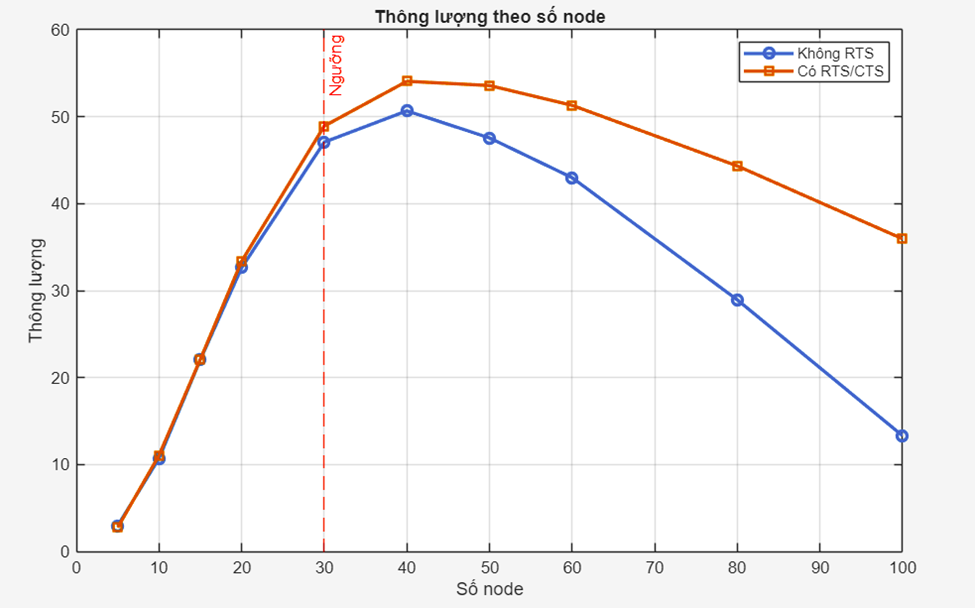 Thông lượng theo số node
Không RTS
Có RTS/CTS
Ngưỡng
Thông lượng
60
50
40
30
20
10
0
0 10 20 30 40 50 60 70 80 90 100
Số node